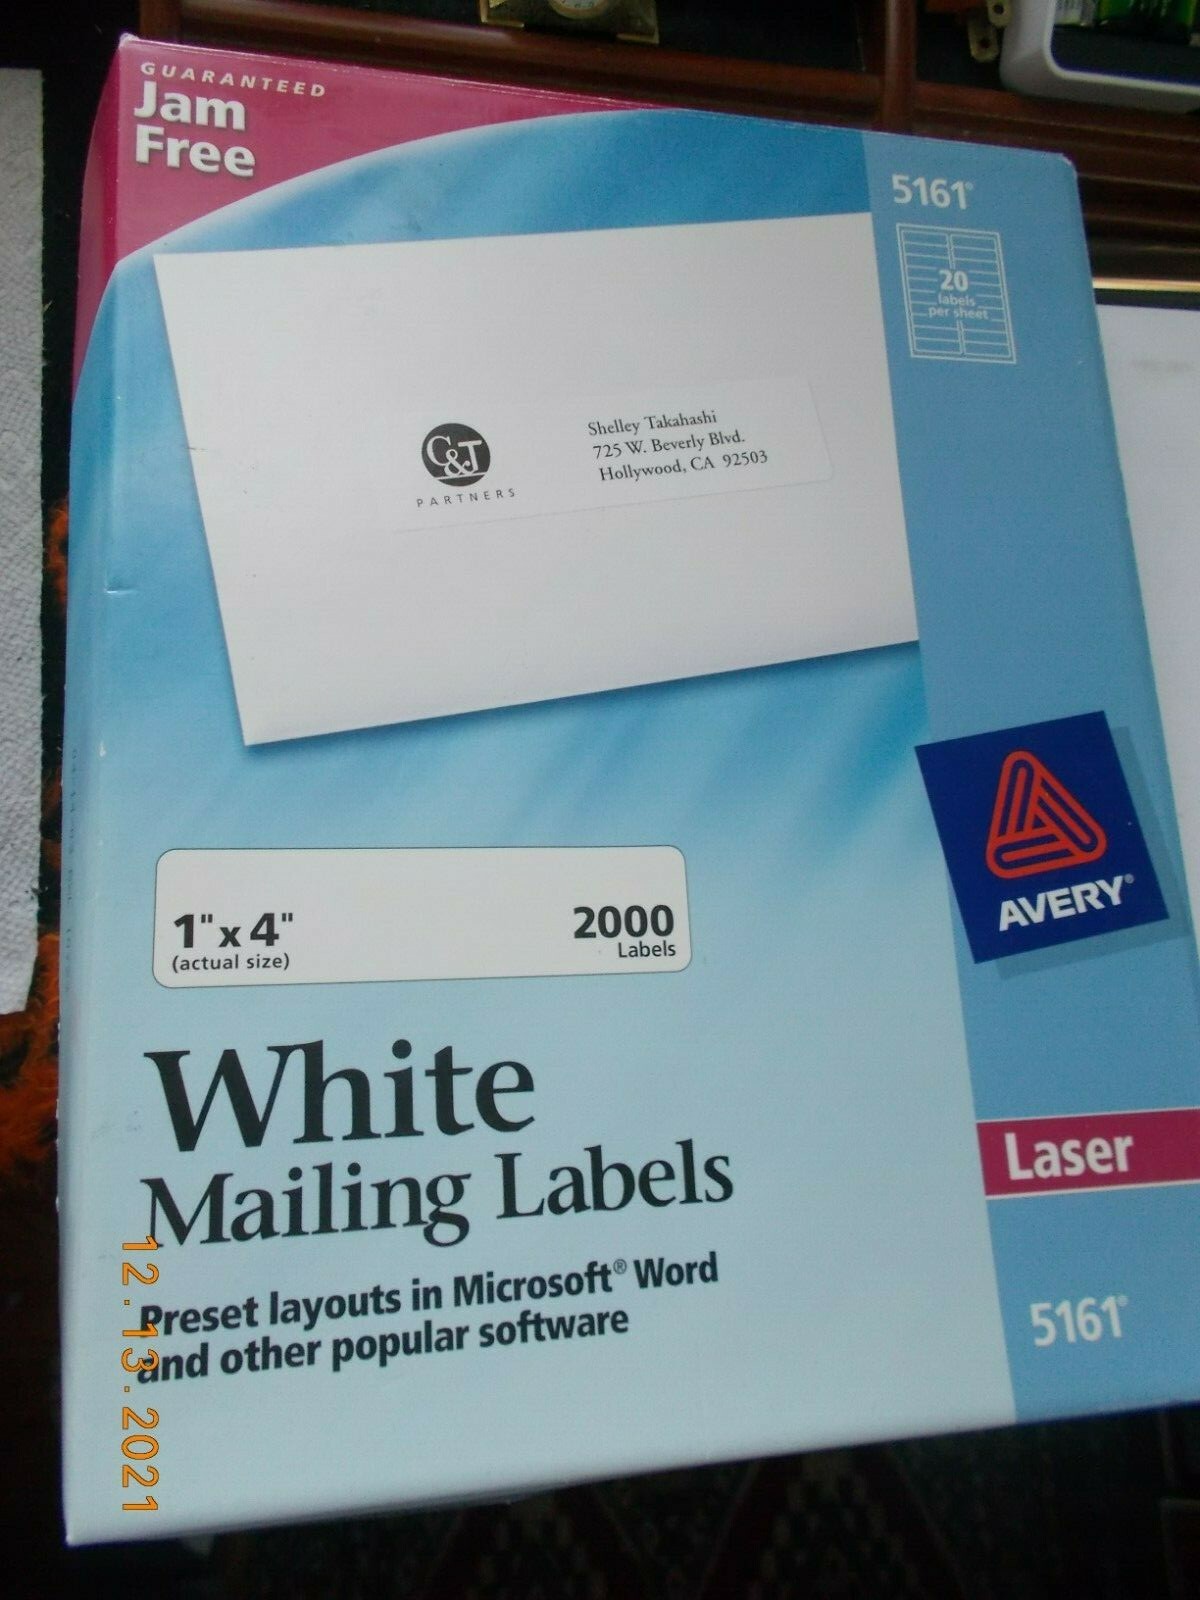 GUARANTEED
Jam
Free
5161®
20
labels
per sheet
C&T
PARTNERS
Shelley Takahashi
725 W. Beverly Blvd.
Hollywood, CA 92503
AVERY®
1" x 4"
(actual size)
2000
Labels
White
Mailing Labels
Preset layouts in Microsoft® Word
and other popular software
Laser
5161®
12.13.2021